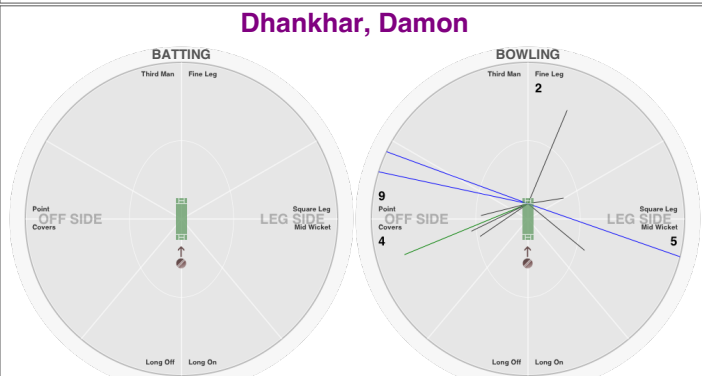 Dhankhar, Damon
BATTING
Third Man
Fine Leg
Point
OFF SIDE
Covers
Square Leg
LEG SIDE
Mid Wicket
Long Off
Long On
BOWLING
Third Man
Fine Leg
2
9
Point
OFF SIDE
Covers
4
Square Leg
LEG SIDE
Mid Wicket
5
Long Off
Long On